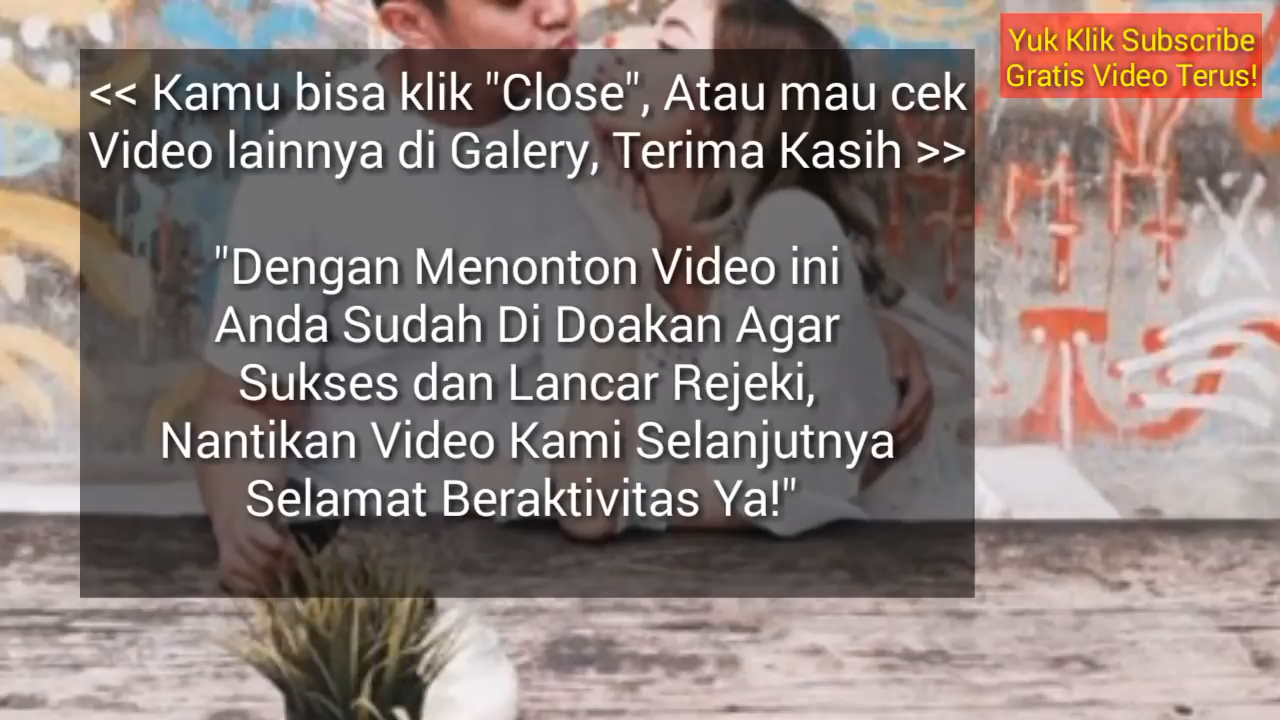 Yuk Klik Subscribe
Gratis Video Terus!
<< Kamu bisa klik "Close", Atau mau cek
Video lainnya di Galery, Terima Kasih >>
"Dengan Menonton Video ini
Anda Sudah Di Doakan Agar
Sukses dan Lancar Rejeki,
Nantikan Video Kami Selanjutnya
Selamat Beraktivitas Ya!"